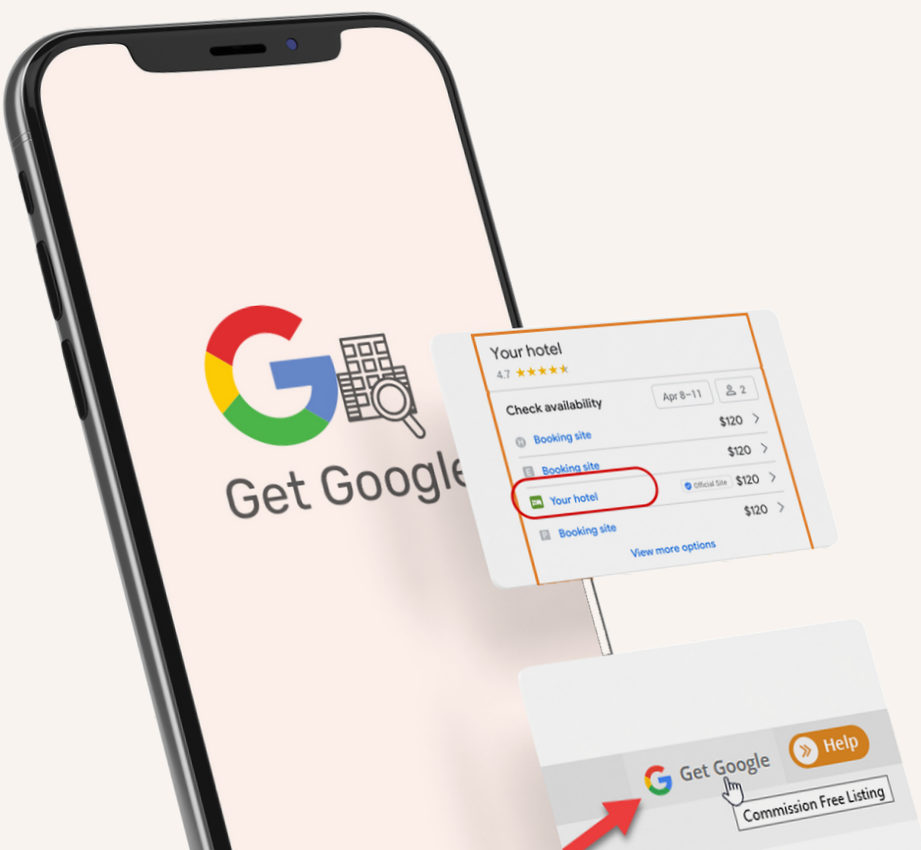 Get Google
Your hotel
4.7
Check availability
Apr 8–11
2
Booking site
$120
Booking site
$120
Your hotel
Official Site
$120
Booking site
$120
View more options
Get Google
Help
Commission Free Listing